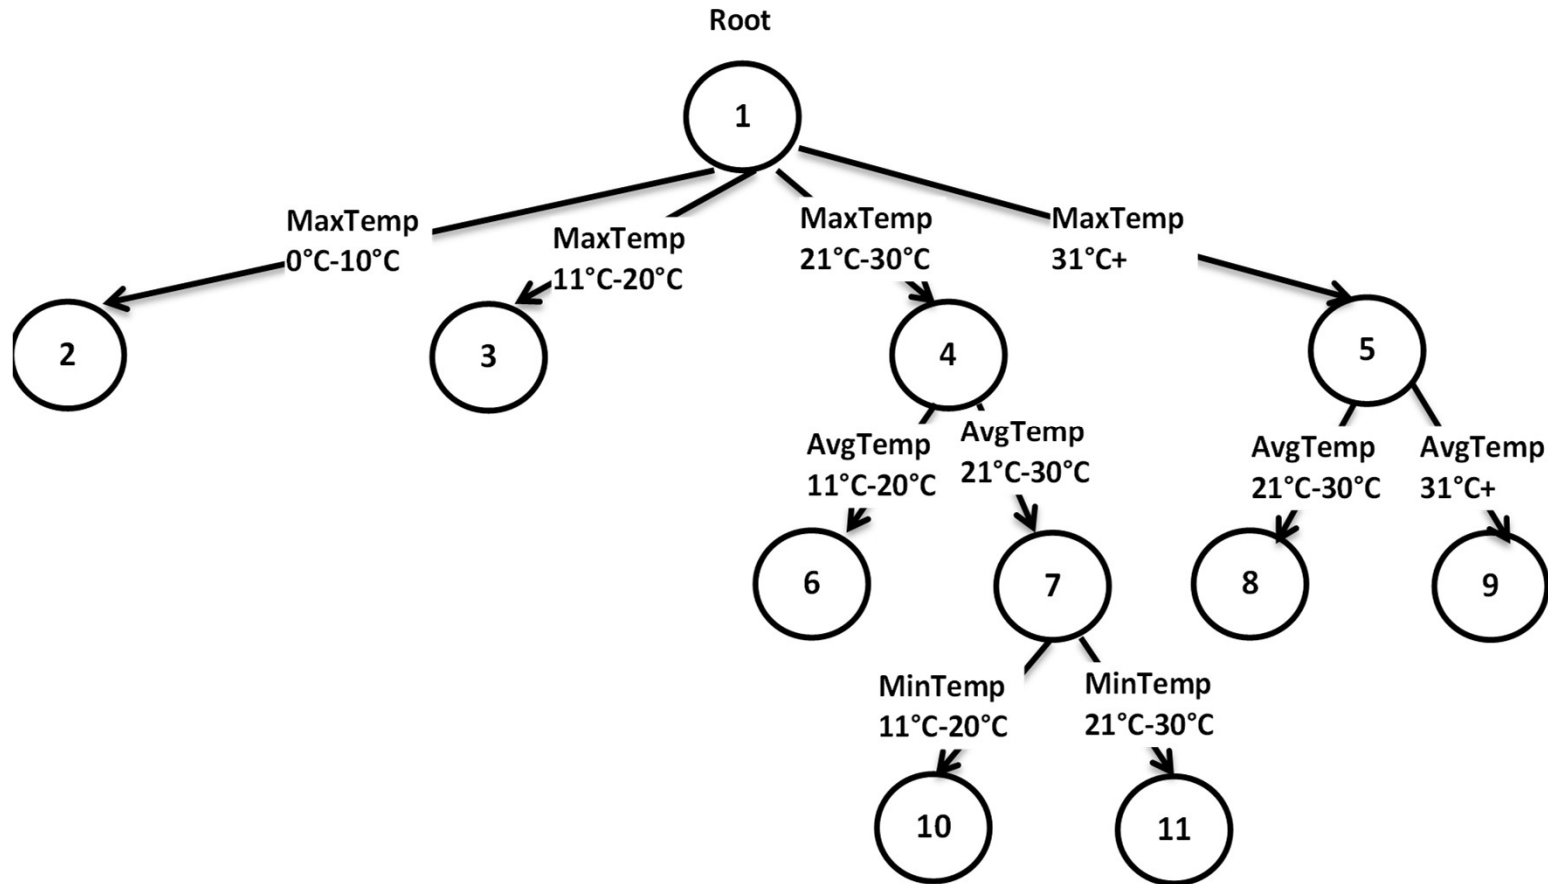 Root
1
MaxTemp
0°C-10°C
MaxTemp
11°C-20°C
MaxTemp
21°C-30°C
MaxTemp
31°C+
2
3
4
5
AvgTemp
11°C-20°C
AvgTemp
21°C-30°C
AvgTemp
21°C-30°C
AvgTemp
31°C+
6
7
8
9
MinTemp
11°C-20°C
MinTemp
21°C-30°C
10
11